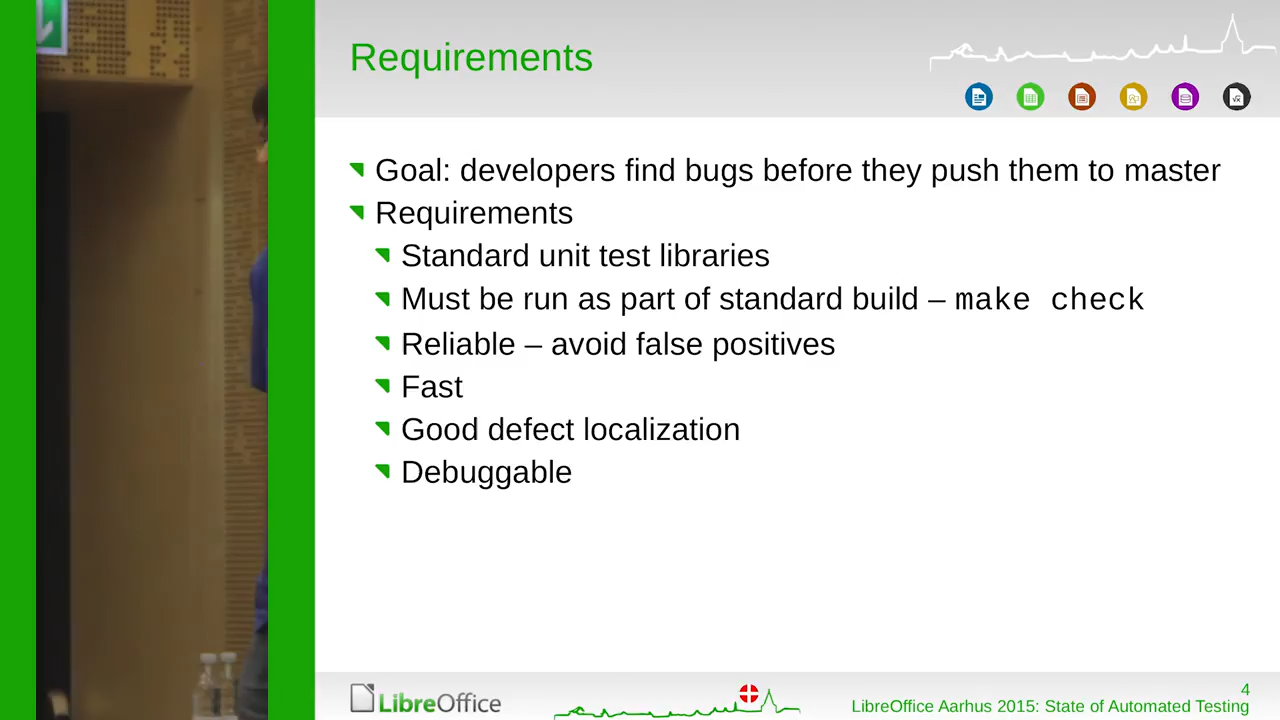 Requirements
Goal: developers find bugs before they push them to master
Requirements
Standard unit test libraries
Must be run as part of standard build – make check
Reliable – avoid false positives
Fast
Good defect localization
Debuggable
LibreOffice
4
LibreOffice Aarhus 2015: State of Automated Testing